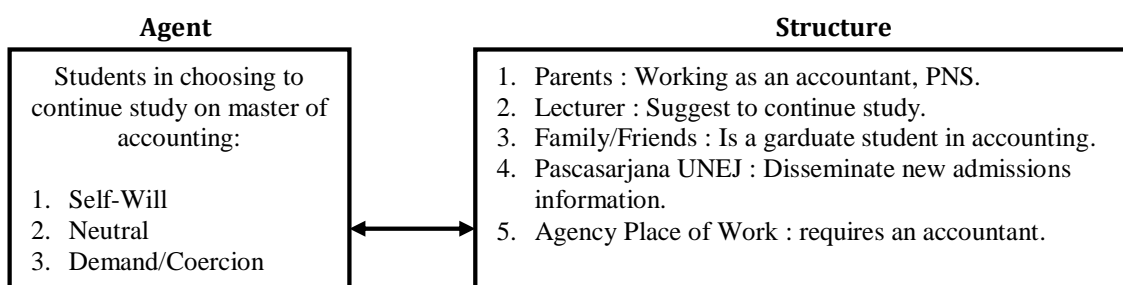 Agent
Students in choosing to
continue study on master of
accounting:
1. Self-Will
2. Neutral
3. Demand/Coercion
Structure
1. Parents : Working as an accountant, PNS.
2. Lecturer : Suggest to continue study.
3. Family/Friends : Is a garduate student in accounting.
4. Pascasarjana UNEJ : Disseminate new admissions
information.
5. Agency Place of Work : requires an accountant.